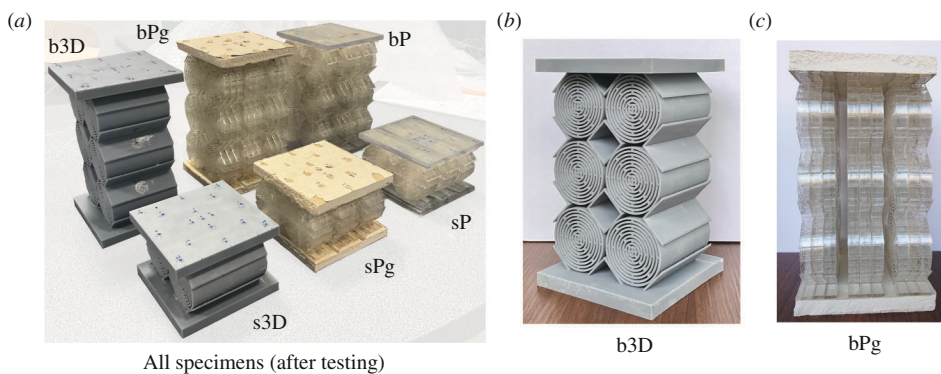 (a)
b3D
bPg
bP
sP
sPg
s3D
All specimens (after testing)
(b)
b3D
(c)
bPg